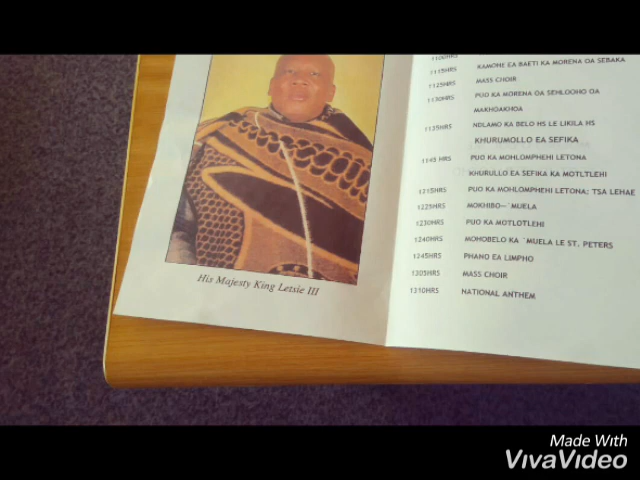 His Majesty King Letsie III
1100HRS
1115HRS KAMOHE EA BAETI KA MORENA OA SEBAKA
1125HRS MASS CHOIR
1130HRS PUO KA MORENA OA SEHLOOHO OA
MAKHOAKHOA
1135HRS NDLAMO KA BELO HS LE LIKILA HS
KHURUMOLLO EA SEFIKA
1145 HRS PUO KA MOHLOMPHEHI LETONA
KHURULLO EA SEFIKA KA MOTLTLEHI
1215HRS PUO KA MOHLOMPHEHI LETONA: TSA LEHAE
1225HRS MOKHIBO—`MUELA
1230HRS PUO KA MOTLOTLEHI
1240HRS MOHOBELO KA `MUELA LE ST. PETERS
1245HRS PHANO EA LIMPHO
1305HRS MASS CHOIR
1310HRS NATIONAL ANTHEM
Made With
VivaVideo